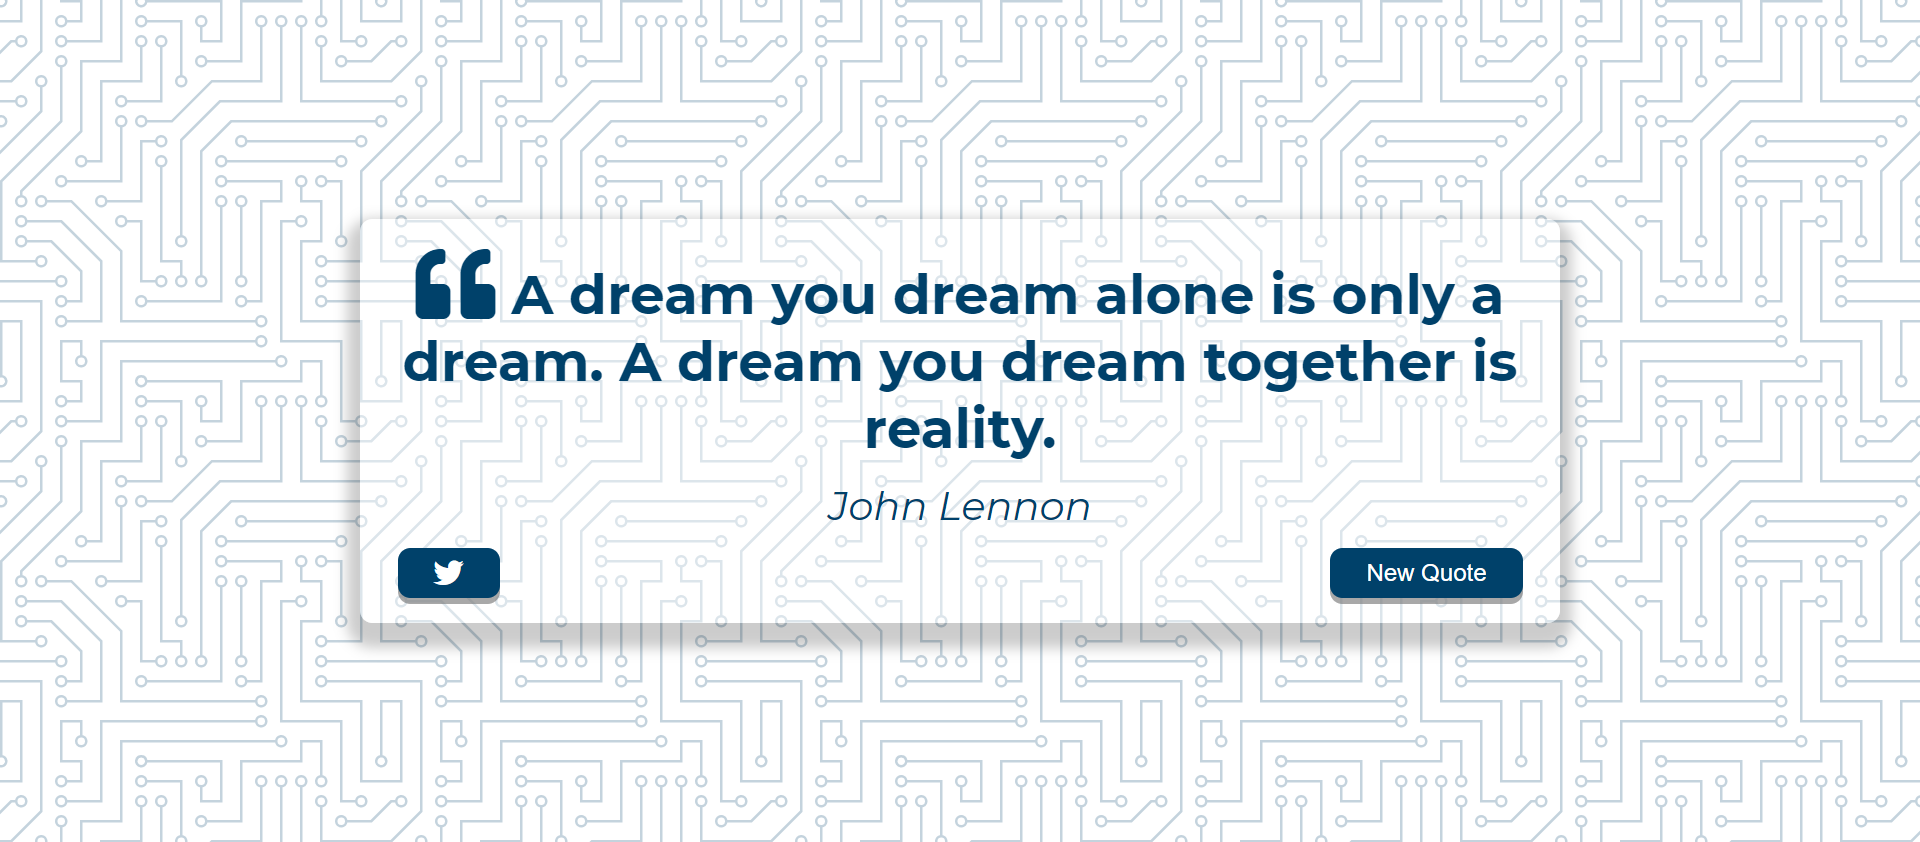 ❝ A dream you dream alone is only a
dream. A dream you dream together is
reality.
John Lennon
New Quote